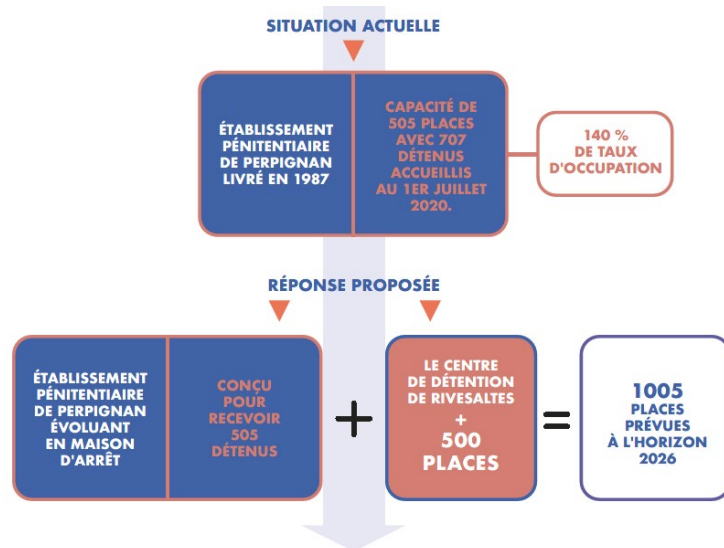 SITUATION ACTUELLE
ÉTABLISSEMENT
PÉNITENTIAIRE
DE PERPIGNAN
LIVRÉ EN 1987
CAPACITÉ DE
505 PLACES
AVEC 707
DÉTENUS
ACCUEILLIS
AU 1ER JUILLET
2020.
140 %
DE TAUX
D'OCCUPATION
RÉPONSE PROPOSÉE
ÉTABLISSEMENT
PÉNITENTIAIRE
DE PERPIGNAN
ÉVOLUANT
EN MAISON
D'ARRÊT
CONÇU
POUR
RECEVOIR
505
DÉTENUS
+
LE CENTRE
DE DÉTENTION
DE RIVESALTES
+
500
PLACES
=
1005
PLACES
PRÉVUES
À L'HORIZON
2026